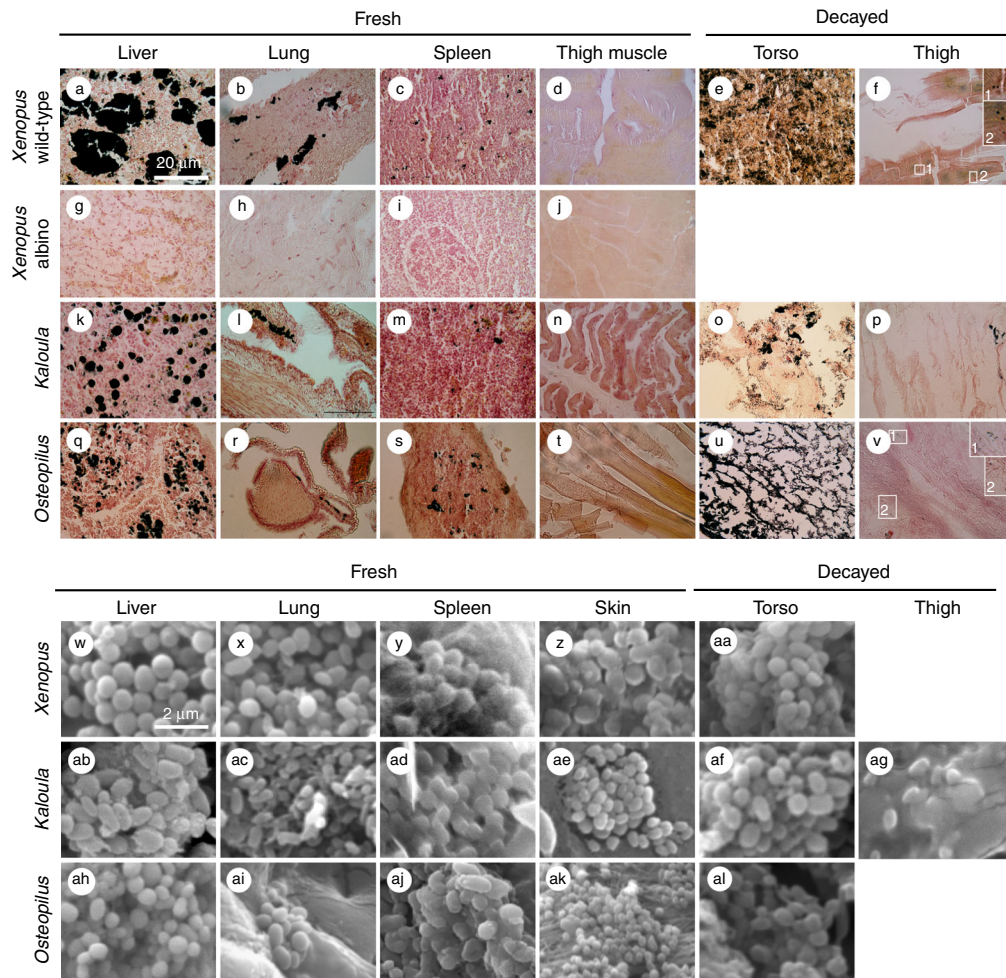 Fresh Decayed
Liver Lung Spleen Thigh muscle Torso Thigh
Xenopus wild-type
a b c d e f
20 μm
1
2
1
2
Xenopus albino
g h i j
Kaloula
k l m n o p
Osteopilus
q r s t u v
1
1
2
2
Fresh Decayed
Liver Lung Spleen Skin Torso Thigh
Xenopus
w x y z aa
2 μm
Kaloula
ab ac ad ae af ag
Osteopilus
ah ai aj ak al